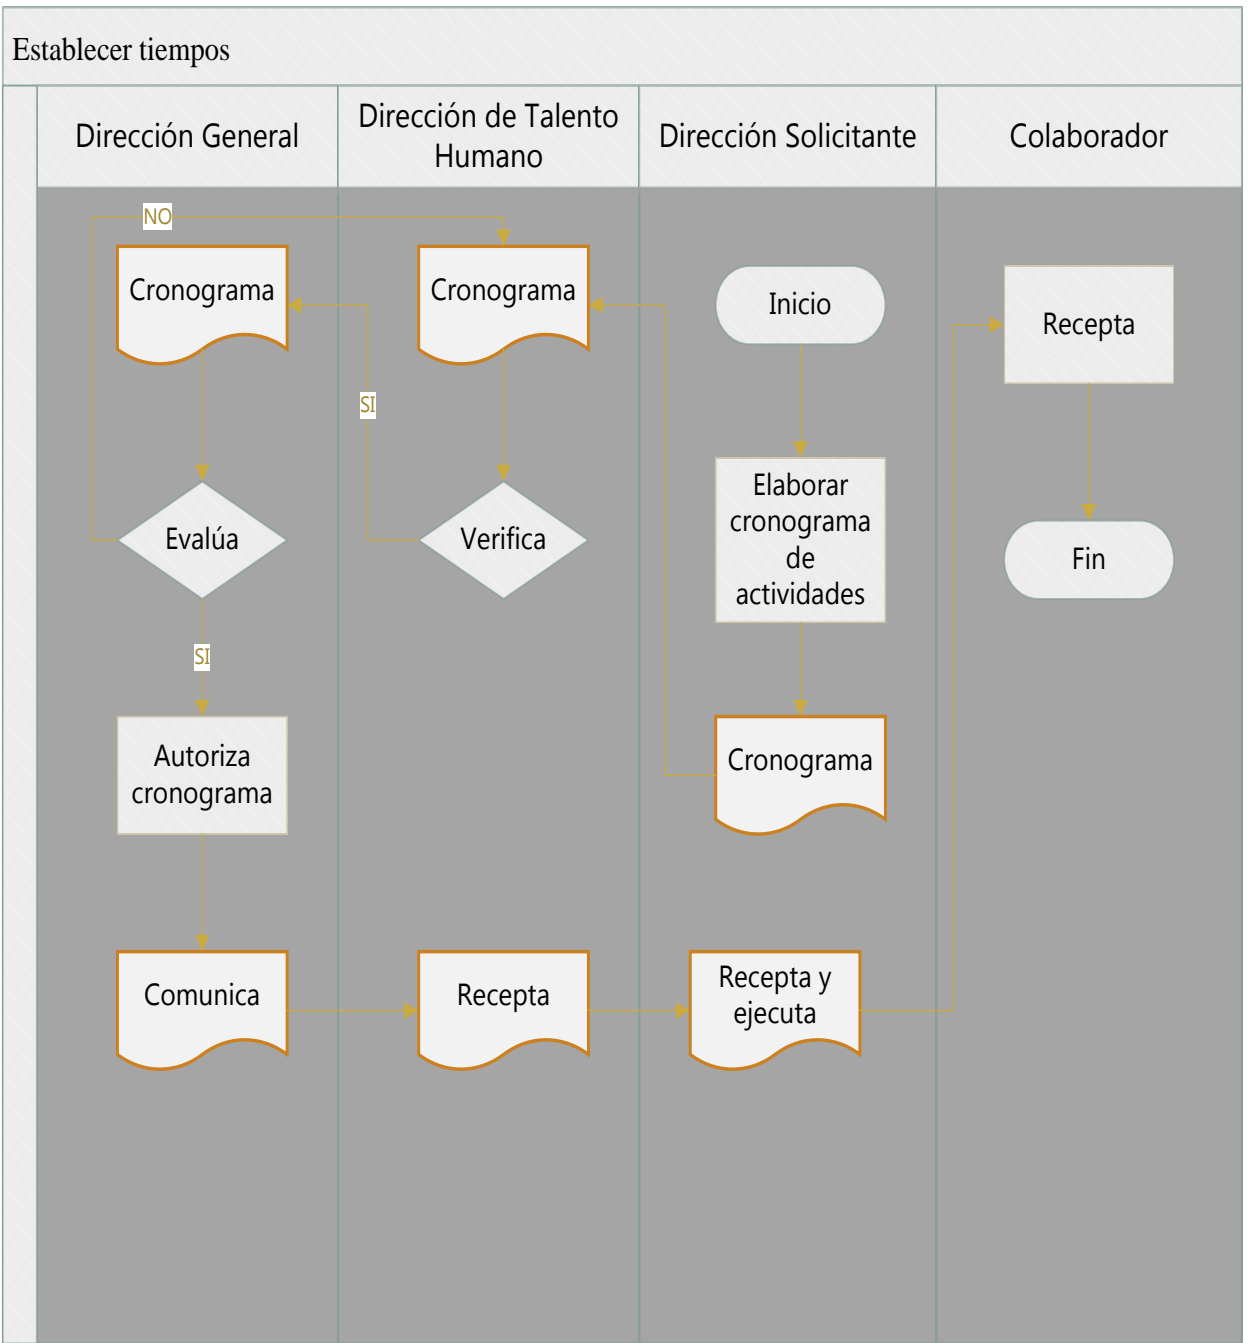 Establecer tiempos
Dirección General
Dirección de Talento
Humano
Dirección Solicitante
Colaborador
NO
Cronograma
SI
Evalúa
SI
Autoriza
cronograma
Comunica
Cronograma
Verifica
Recepta
Inicio
Elaborar
cronograma
de
actividades
Cronograma
Recepta y
ejecuta
Recepta
Fin